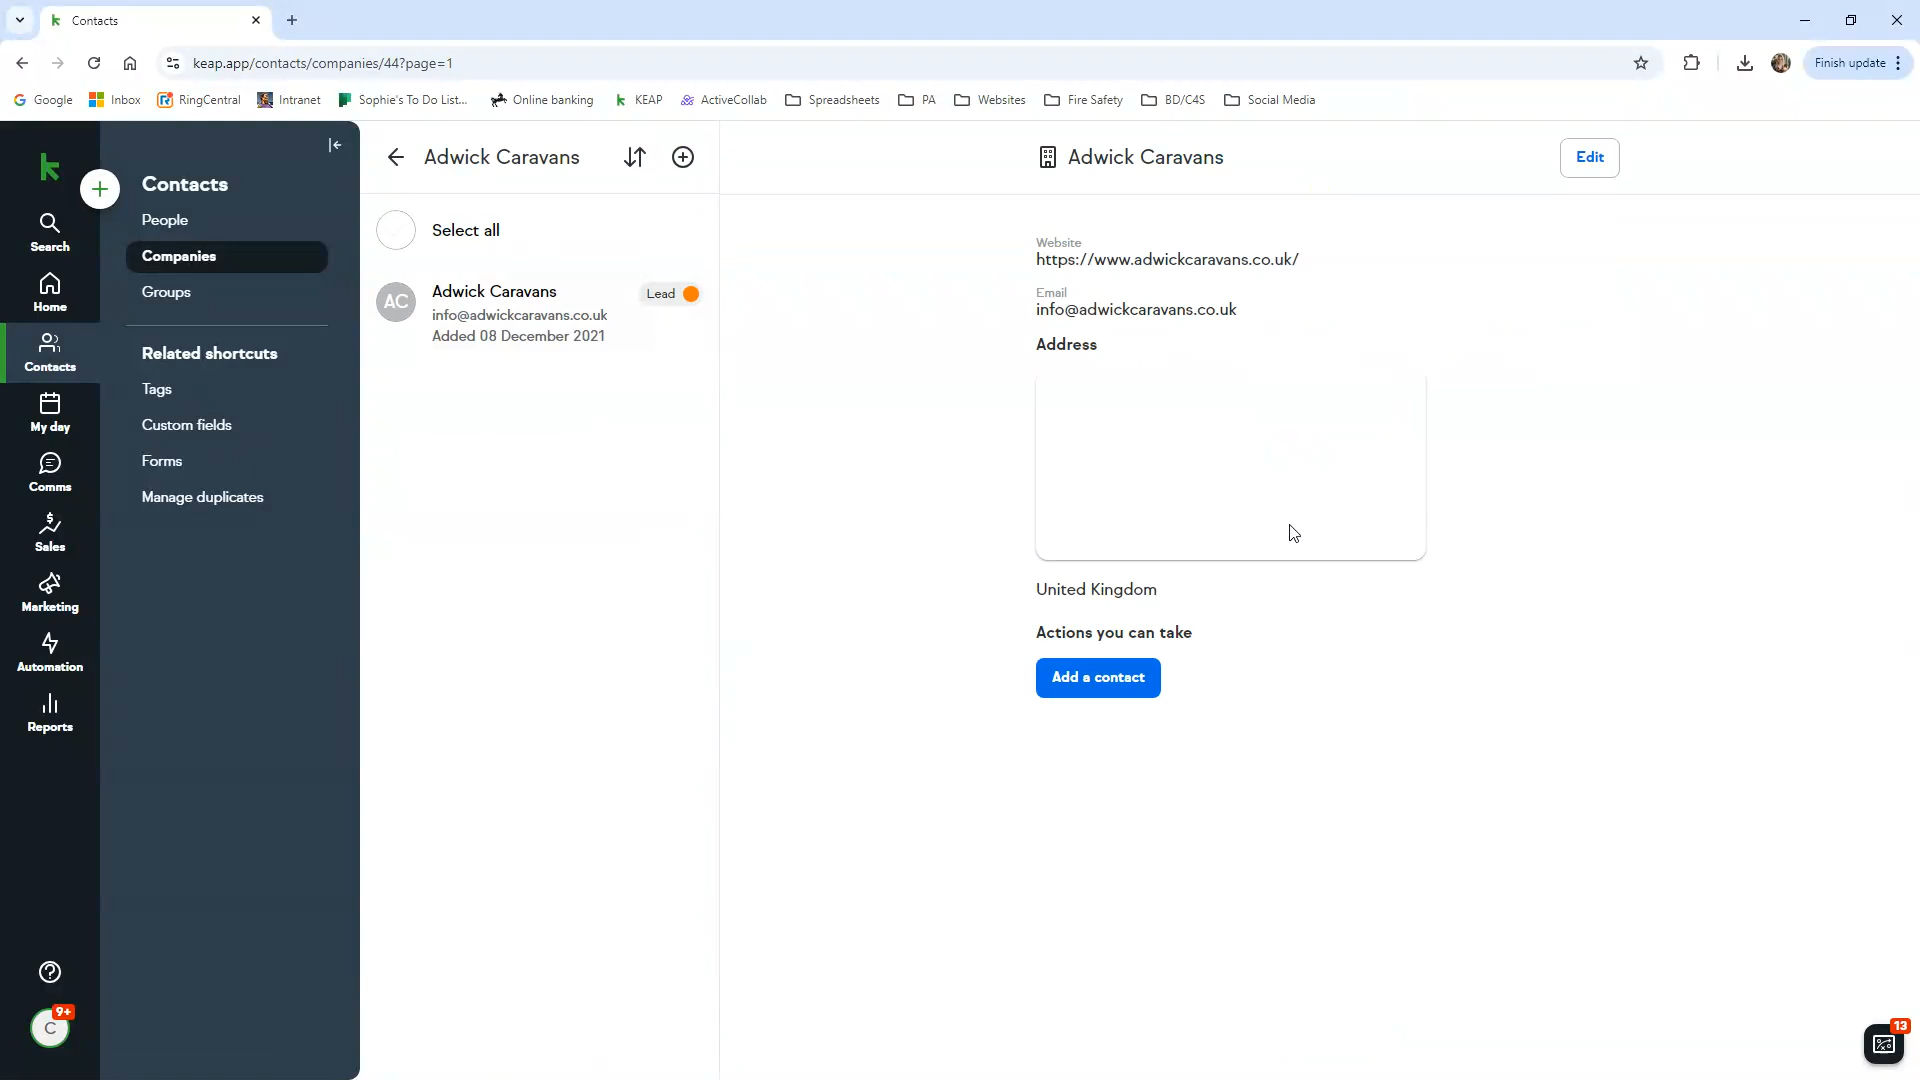 Contacts
keap.app/contacts/companies/44?page=1
Finish update
Google
Inbox
RingCentral
Intranet
Sophie's To Do List...
Online banking
KEAP
ActiveCollab
Spreadsheets
PA
Websites
Fire Safety
BD/C4S
Social Media
Search
Home
Contacts
My day
Comms
Sales
Marketing
Automation
Reports
C
9+
Contacts
People
Companies
Groups
Related shortcuts
Tags
Custom fields
Forms
Manage duplicates
Adwick Caravans
Select all
AC
Adwick Caravans
Lead
info@adwickcaravans.co.uk
Added 08 December 2021
Adwick Caravans
Edit
Website
https://www.adwickcaravans.co.uk/
Email
info@adwickcaravans.co.uk
Address
United Kingdom
Actions you can take
Add a contact
13